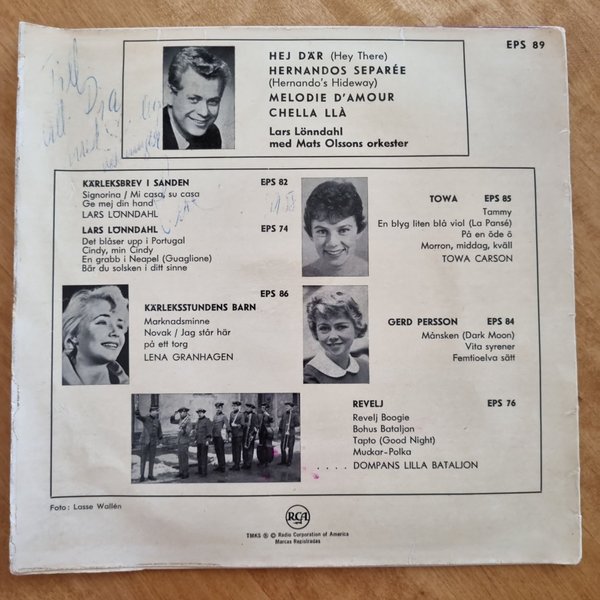 EPS 89
HEJ DÄR (Hey There)
HERNANDOS SEPARÉE
(Hernando's Hideway)
MELODIE D'AMOUR
CHELLA LLÀ
Lars Lönndahl
med Mats Olssons orkester
Till
KÄRLEKSBREV I SANDEN EPS 82
Signorina / Mi casa, su casa
Ge mej din hand
LARS LÖNNDAHL
LARS LÖNNDAHL EPS 74
Det blåser upp i Portugal
Cindy, min Cindy
En grabb i Neapel (Guaglione)
Bär du solsken i ditt sinne
TOWA EPS 85
Tammy
En blyg liten blå viol (La Pansé)
På en öde ö
Morron, middag, kväll
TOWA CARSON
KÄRLEKSSTUNDENS BARN EPS 86
Marknadsminne
Novak / Jag står här
på ett torg
LENA GRANHAGEN
GERD PERSSON EPS 84
Månsken (Dark Moon)
Vita syrener
Femtioelva sätt
REVELJ EPS 76
Revelj Boogie
Bohus Bataljon
Tapto (Good Night)
Muckar-Polka
. . . . DOMPANS LILLA BATALJON
Foto: Lasse Wallén
RCA
TMKS ® © Radio Corporation of America
Marcas Registradas